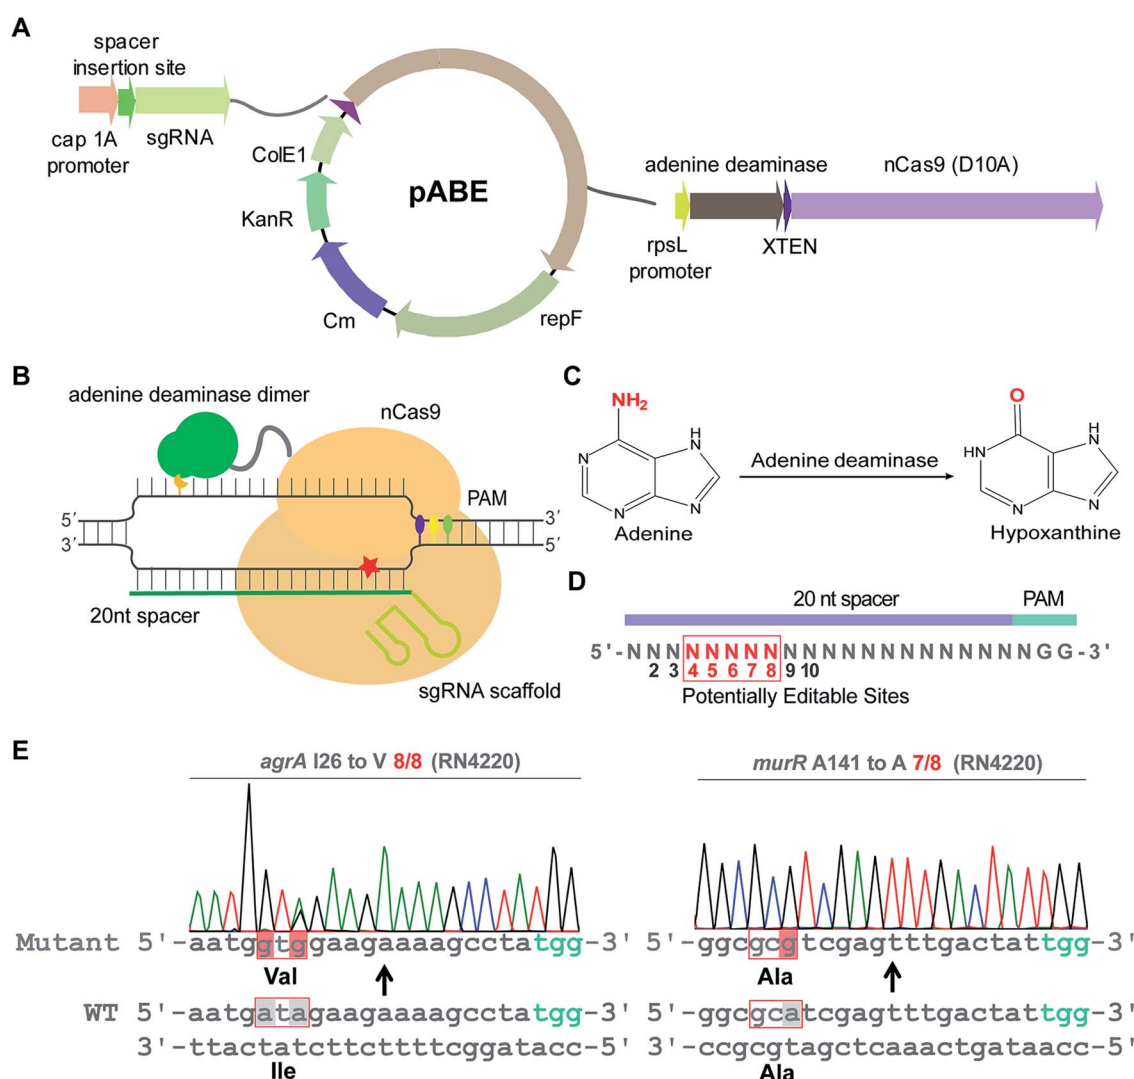 A
spacer
insertion site
cap 1A
promoter
sgRNA
ColE1
KanR
Cm
pABE
repF
adenine deaminase
nCas9 (D10A)
rpsL
promoter
XTEN
B
adenine deaminase dimer
nCas9
PAM
5′
3′
3′
5′
20nt spacer
sgRNA scaffold
C
NH2
N
N
H
N
N
Adenine
Adenine deaminase
O
HN
N
H
N
N
Hypoxanthine
D
20 nt spacer
PAM
5'-NNNNNNNNNNNNNNNNNNNNNGG-3'
2 3 4 5 6 7 8 9 10
Potentially Editable Sites
E
agrA I26 to V 8/8 (RN4220)
Mutant 5'-aatggtggaagaaaagcctatgg-3'
Val
WT 5'-aatgatagaagaaaagcctatgg-3'
3'-ttactatcttcttttcggatacc-5'
Ile
murR A141 to A 7/8 (RN4220)
5'-ggcgcgtcgagtttgactattgg-3'
Ala
5'-ggcgcatcgagtttgactattgg-3'
3'-ccgcgtagctcaaactgataacc-5'
Ala